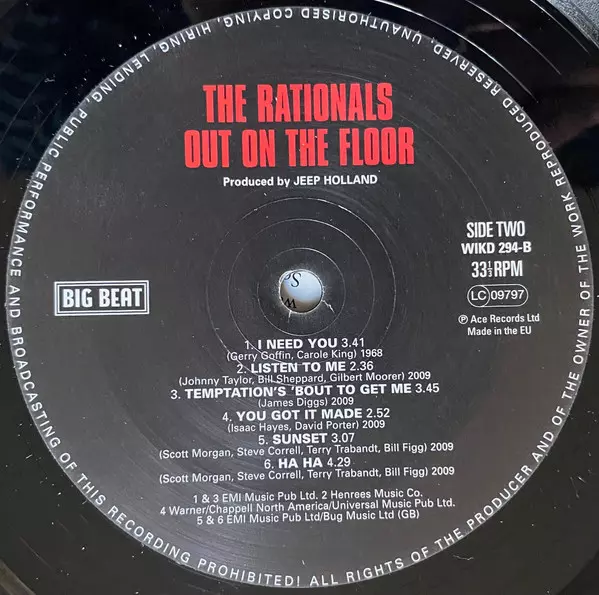 THE RATIONALS
OUT ON THE FLOOR
Produced by JEEP HOLLAND
SIDE TWO
WIKD 294-B
33⅓ RPM
LC 09797
℗ Ace Records Ltd
Made in the EU
BIG BEAT
1. I NEED YOU 3.41
(Gerry Goffin, Carole King) 1968
2. LISTEN TO ME 2.36
(Johnny Taylor, Bill Sheppard, Gilbert Moorer) 2009
3. TEMPTATION'S 'BOUT TO GET ME 3.45
(James Diggs) 2009
4. YOU GOT IT MADE 2.52
(Isaac Hayes, David Porter) 2009
5. SUNSET 3.07
(Scott Morgan, Steve Correll, Terry Trabandt, Bill Figg) 2009
6. HA HA 4.29
(Scott Morgan, Steve Correll, Terry Trabandt, Bill Figg) 2009
1 & 3 EMI Music Pub Ltd. 2 Henrees Music Co.
4 Warner/Chappell North America/Universal Music Pub Ltd.
5 & 6 EMI Music Pub Ltd/Bug Music Ltd (GB)
ALL RIGHTS OF THE PRODUCER AND OF THE OWNER OF THE WORK REPRODUCED RESERVED. UNAUTHORISED COPYING, HIRING, LENDING, PUBLIC PERFORMANCE AND BROADCASTING OF THIS RECORDING PROHIBITED!